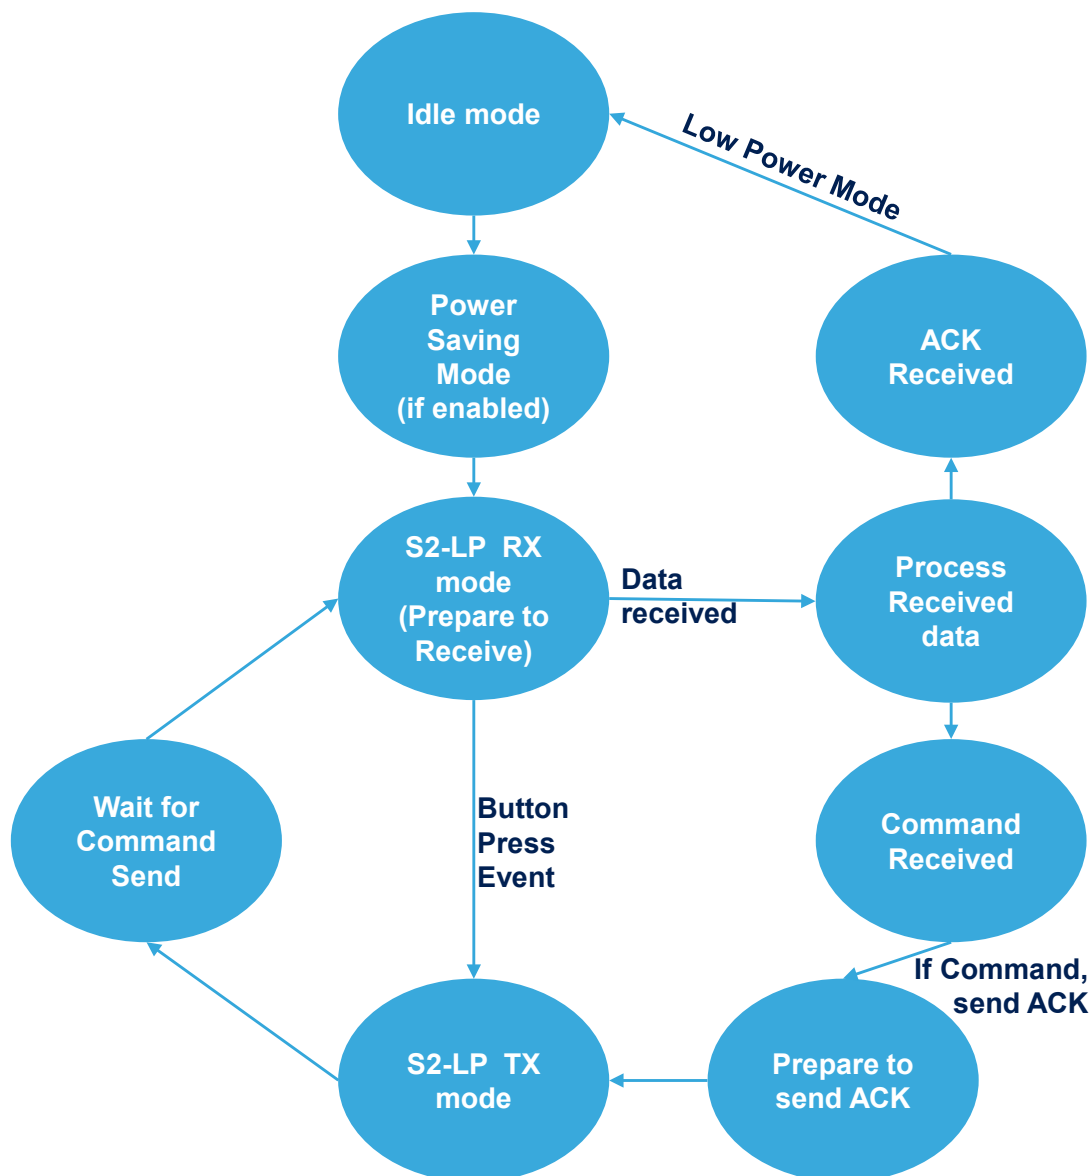 Idle mode
Low Power Mode
Power
Saving
Mode
(if enabled)
ACK
Received
S2-LP  RX
mode
(Prepare to
Receive)
Data
received
Process
Received
data
Wait for
Command
Send
Button
Press
Event
Command
Received
If Command,
send ACK
S2-LP  TX
mode
Prepare to
send ACK